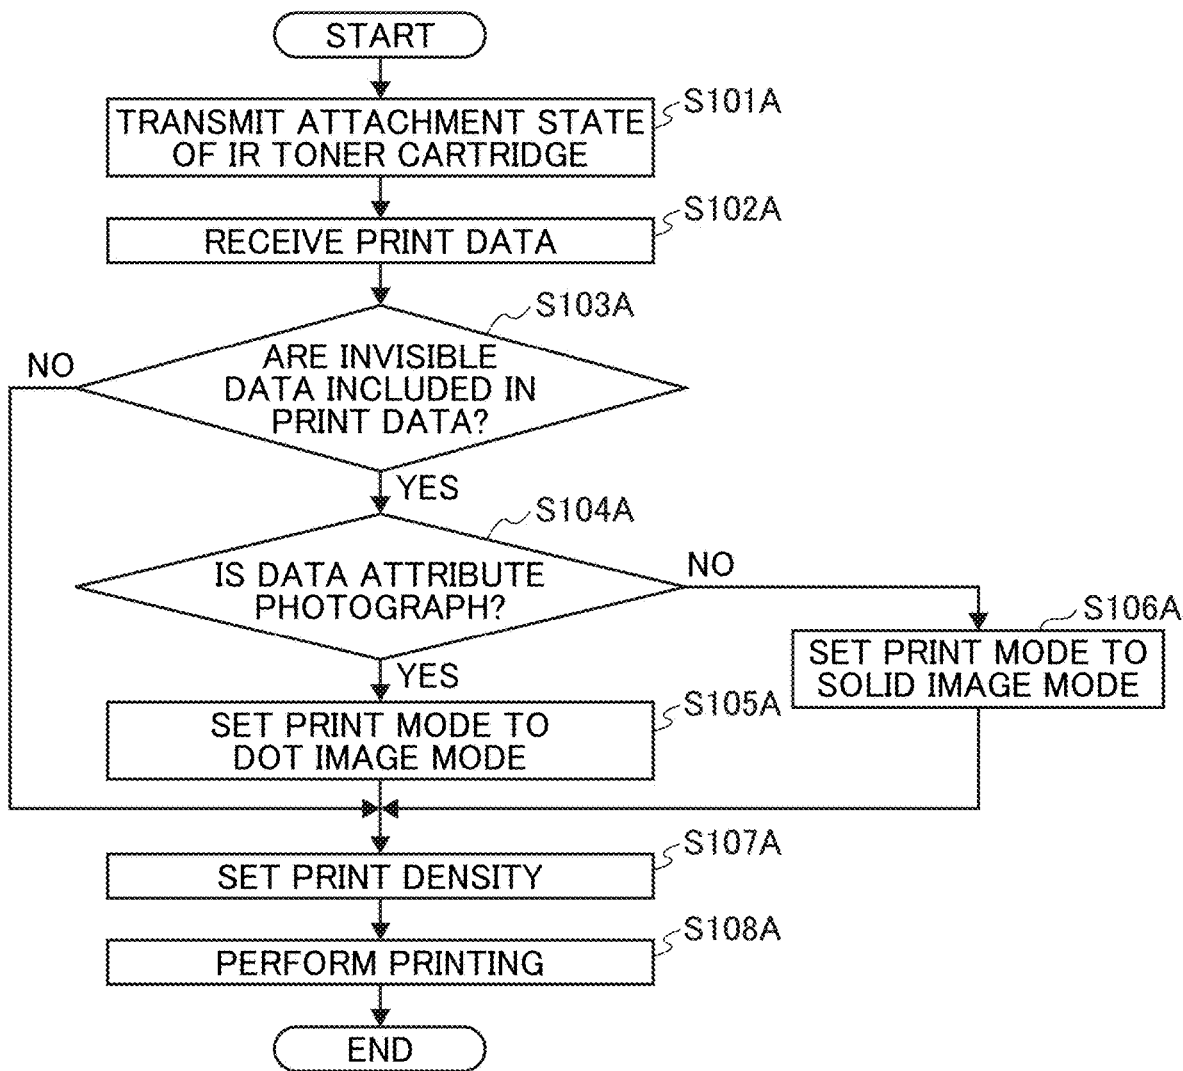 START
S101A
TRANSMIT ATTACHMENT STATE
OF IR TONER CARTRIDGE
S102A
RECEIVE PRINT DATA
S103A
NO
ARE INVISIBLE
DATA INCLUDED IN
PRINT DATA?
YES
S104A
IS DATA ATTRIBUTE
PHOTOGRAPH?
NO
S106A
SET PRINT MODE TO
SOLID IMAGE MODE
YES
S105A
SET PRINT MODE TO
DOT IMAGE MODE
S107A
SET PRINT DENSITY
S108A
PERFORM PRINTING
END